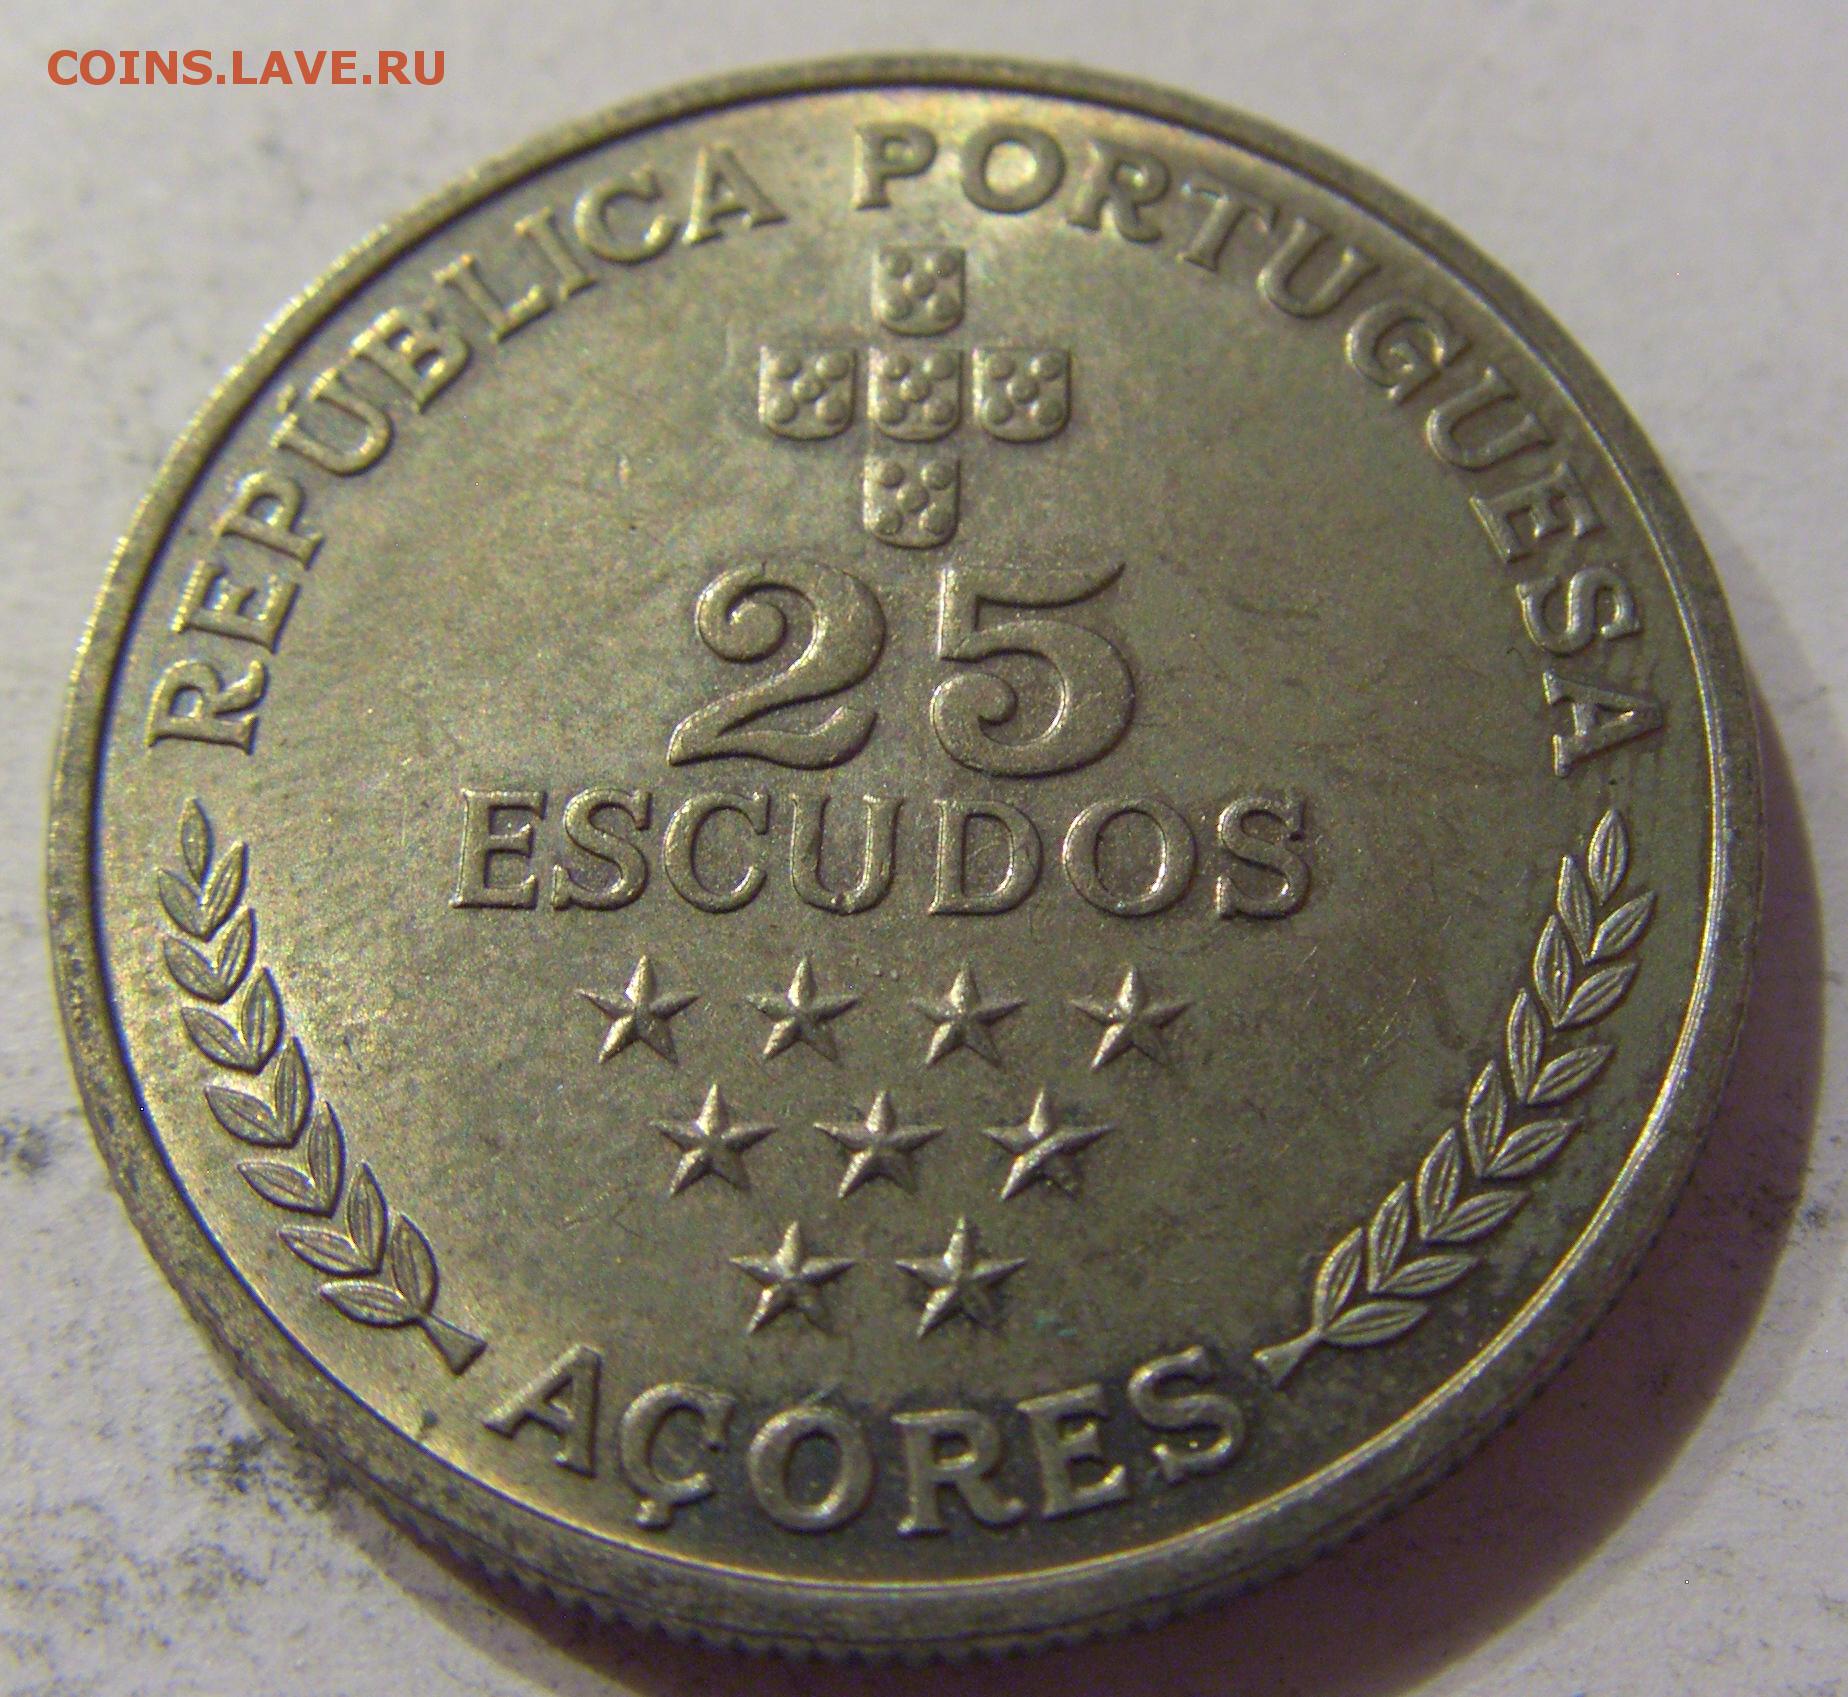 COINS.LAVE.RU
REPÚBLICA PORTUGUESA
25
ESCUDOS
AÇORES